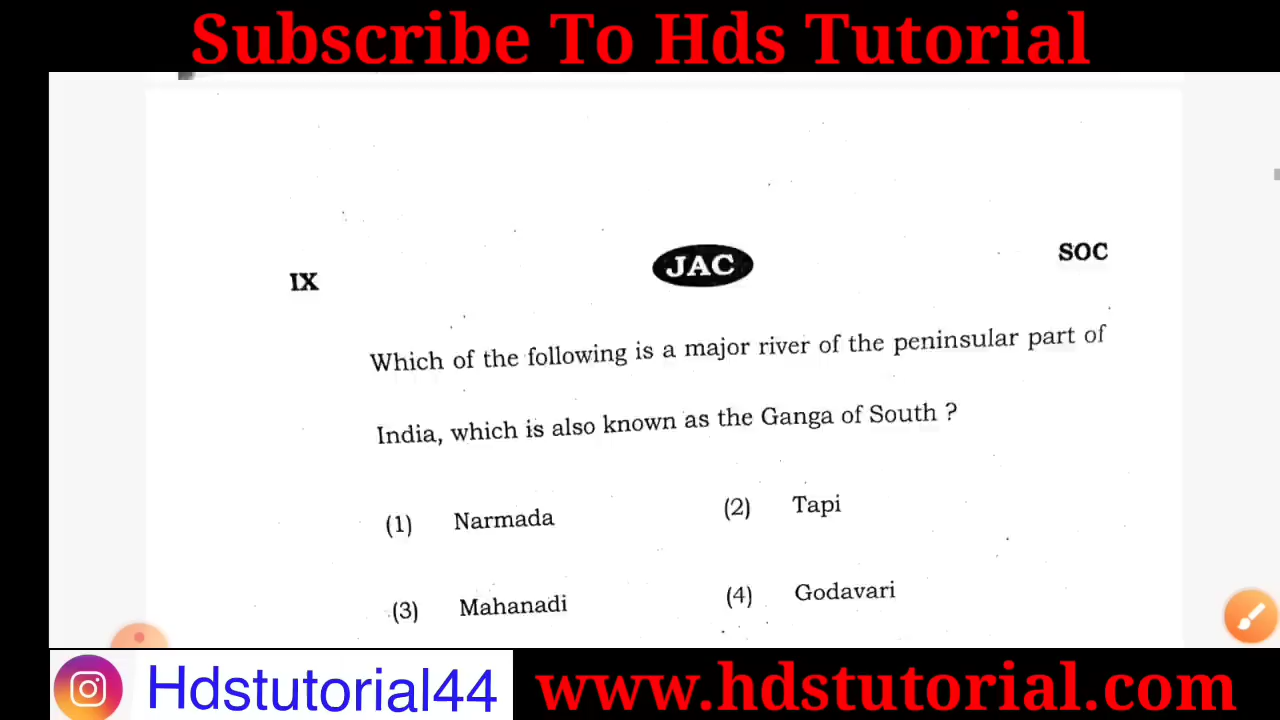 Subscribe To Hds Tutorial
IX JAC SOC
Which of the following is a major river of the peninsular part of
India, which is also known as the Ganga of South ?
(1) Narmada (2) Tapi
(3) Mahanadi (4) Godavari
Hdstutorial44 www.hdstutorial.com